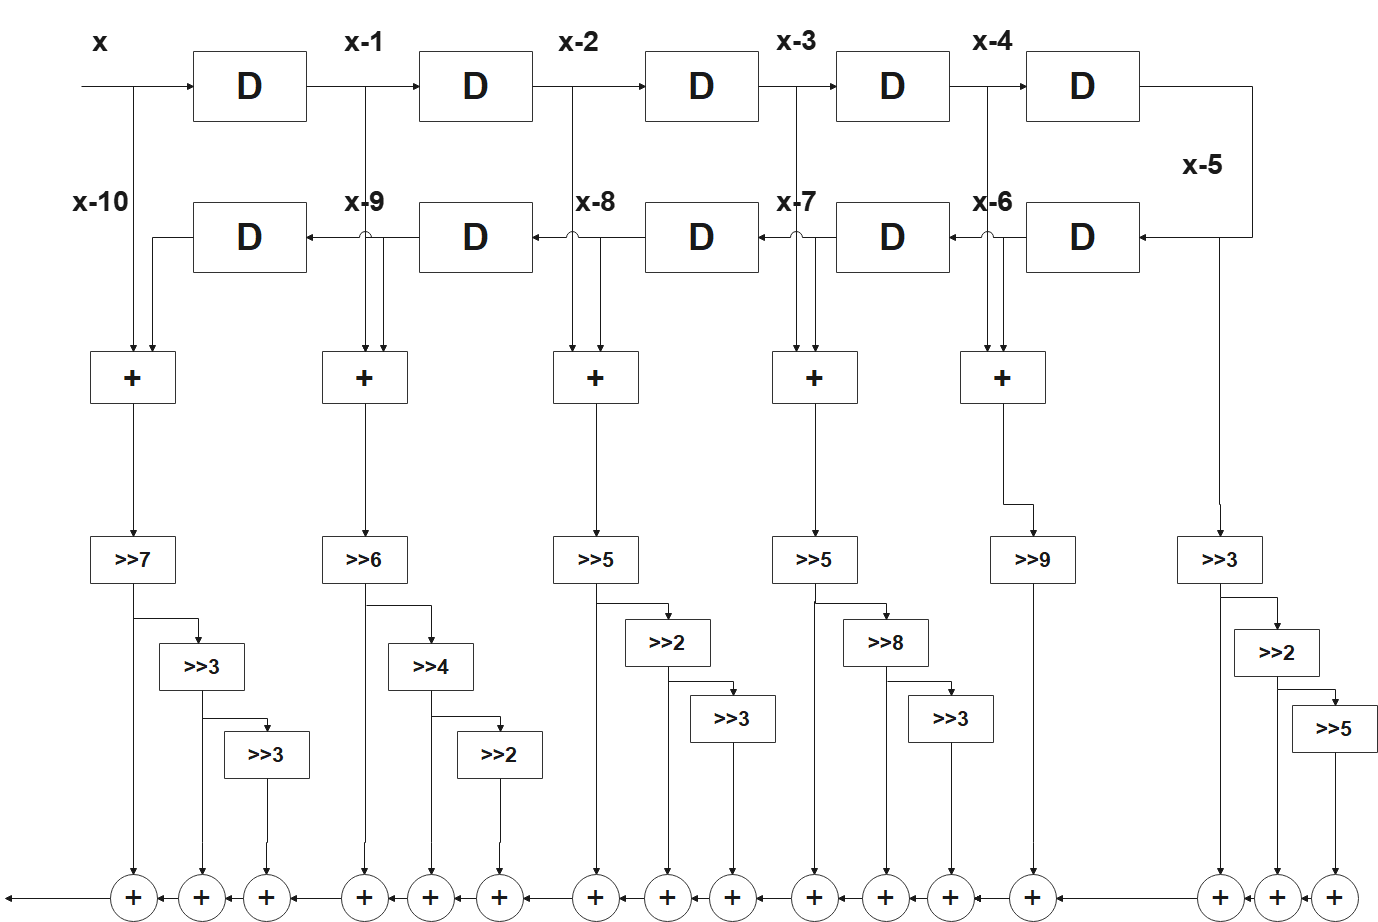 x x-1 x-2 x-3 x-4
D D D D D
x-5
x-10 x-9 x-8 x-7 x-6
D D D D D
+ + + + +
>>7 >>6 >>5 >>5 >>9 >>3
>>2 >>8 >>2
>>3 >>4
>>3 >>3 >>5
>>3 >>2
+ + + + + + + + + + + + + + + +